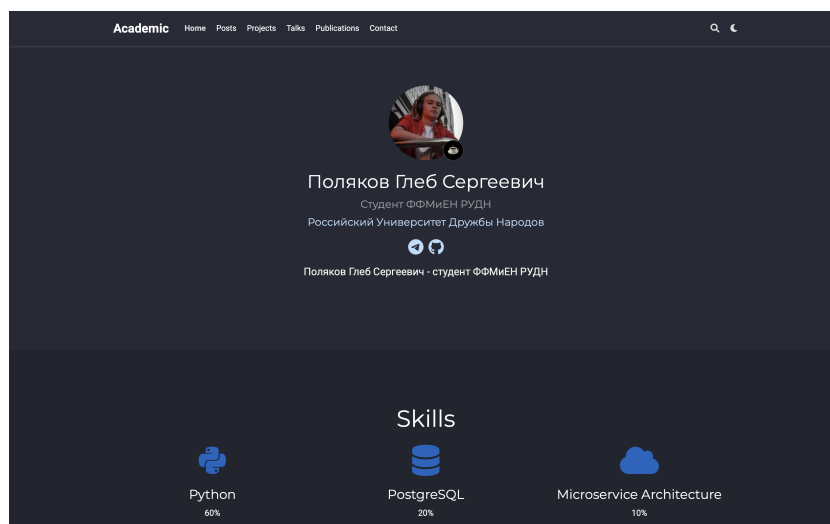 Academic Home Posts Projects Talks Publications Contact
Поляков Глеб Сергеевич
Студент ФФМиЕН РУДН
Российский Университет Дружбы Народов
Поляков Глеб Сергеевич - студент ФФМиЕН РУДН
Skills
Python PostgreSQL Microservice Architecture
60% 20% 10%